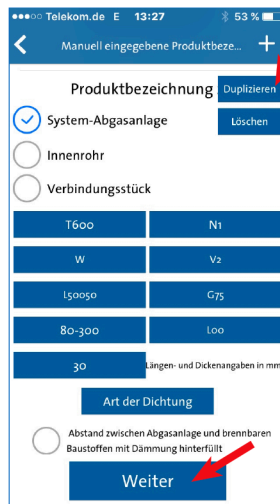 Telekom.de E 13:27 53 %
Manuell eingegebene Produktbeze... +
Produktbezeichnung Duplizieren
System-Abgasanlage Löschen
Innenrohr
Verbindungsstück
T600 N1
W V2
L50050 G75
80-300 L00
30 Längen- und Dickenangaben in mm
Art der Dichtung
Abstand zwischen Abgasanlage und brennbaren
Baustoffen mit Dämmung hinterfüllt
Weiter